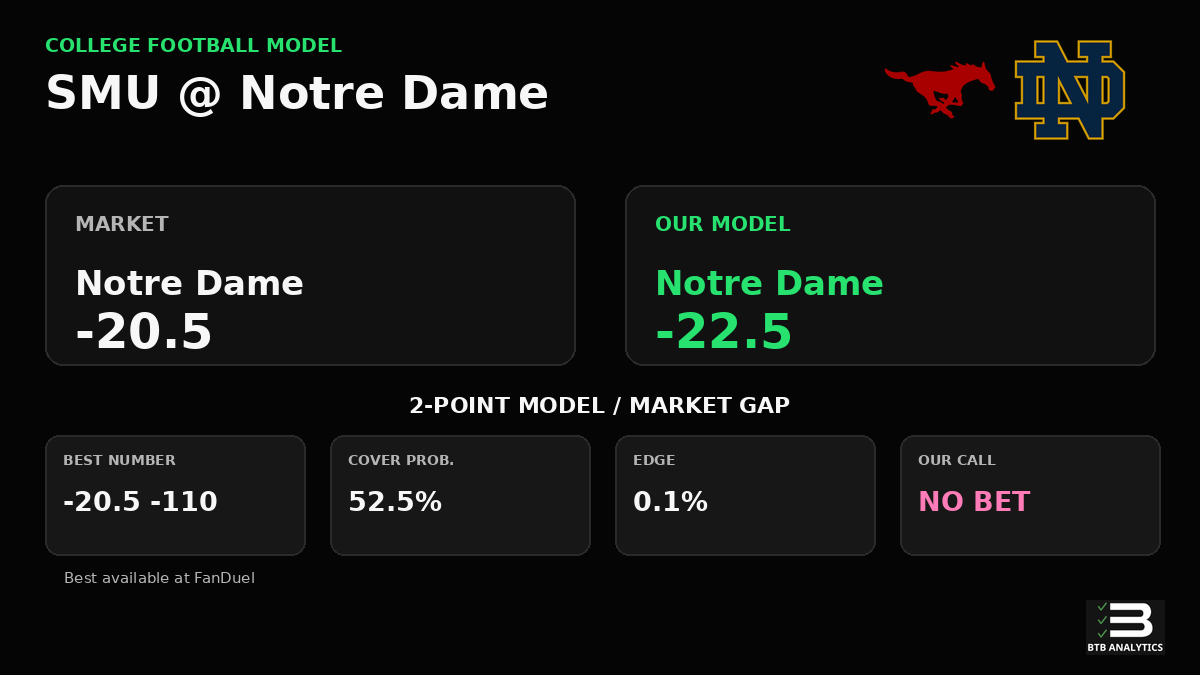 COLLEGE FOOTBALL MODEL
SMU @ Notre Dame
MARKET
Notre Dame
-20.5
OUR MODEL
Notre Dame
-22.5
2-POINT MODEL / MARKET GAP
BEST NUMBER
-20.5 -110
COVER PROB.
52.5%
EDGE
0.1%
OUR CALL
NO BET
Best available at FanDuel
BTB ANALYTICS